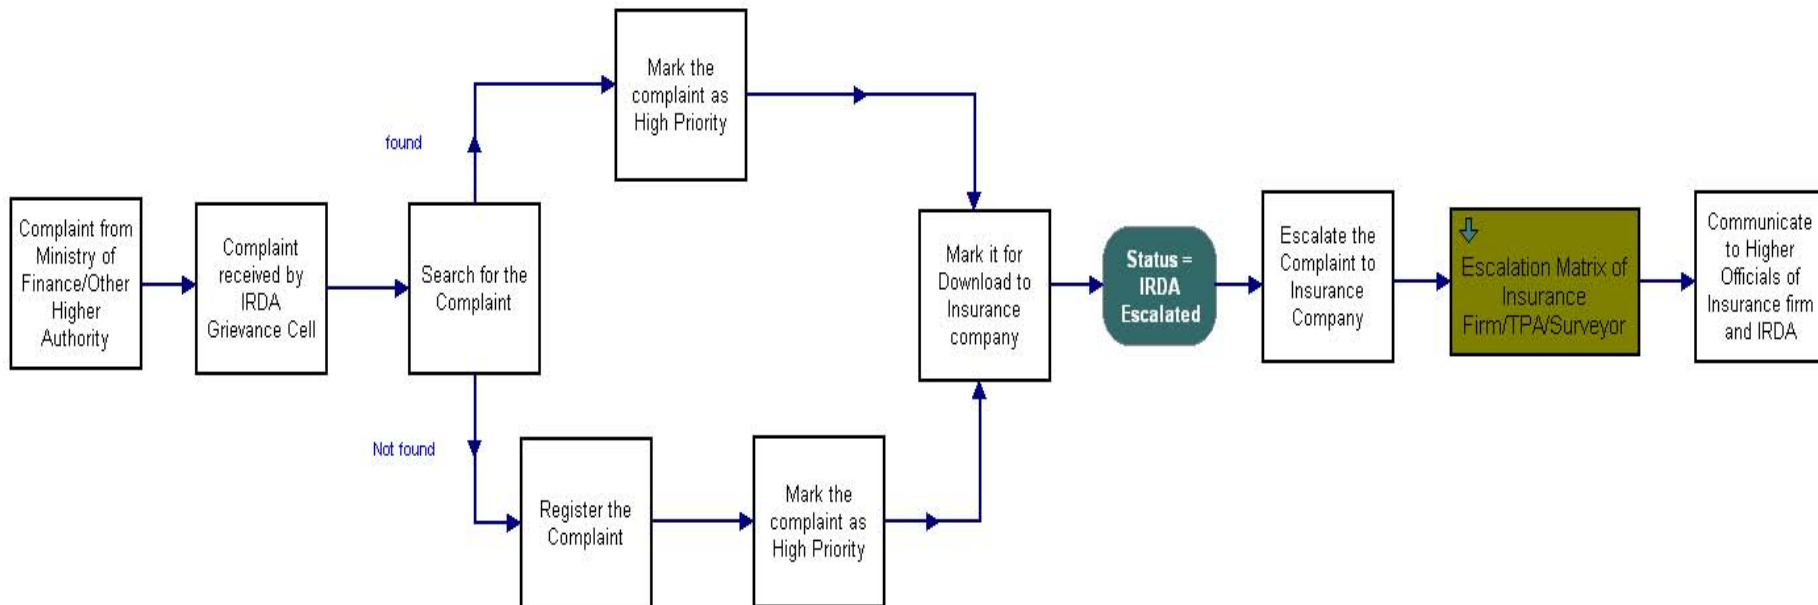 Mark the
complaint as
High Priority
found
Complaint from
Ministry of
Finance/Other
Higher
Authority
Complaint
received by
IRDA
Grievance Cell
Search for the
Complaint
Mark it for
Download to
Insurance
company
Status =
IRDA
Escalated
Escalate the
Complaint to
Insurance
Company
Escalation Matrix of
Insurance
Firm/TPA/Surveyor
Communicate
to Higher
Officials of
Insurance firm
and IRDA
Not found
Register the
Complaint
Mark the
complaint as
High Priority